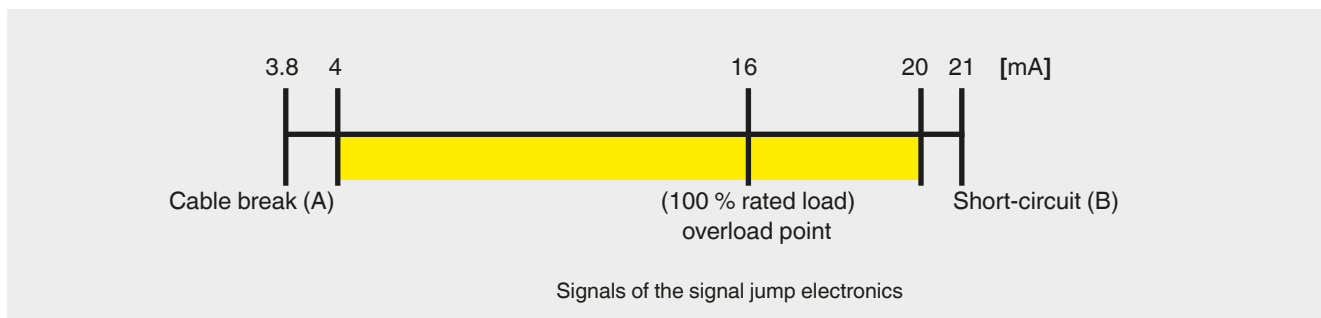 3.8 4 16 20 21 [mA]
Cable break (A) (100 % rated load) Short-circuit (B)
overload point
Signals of the signal jump electronics